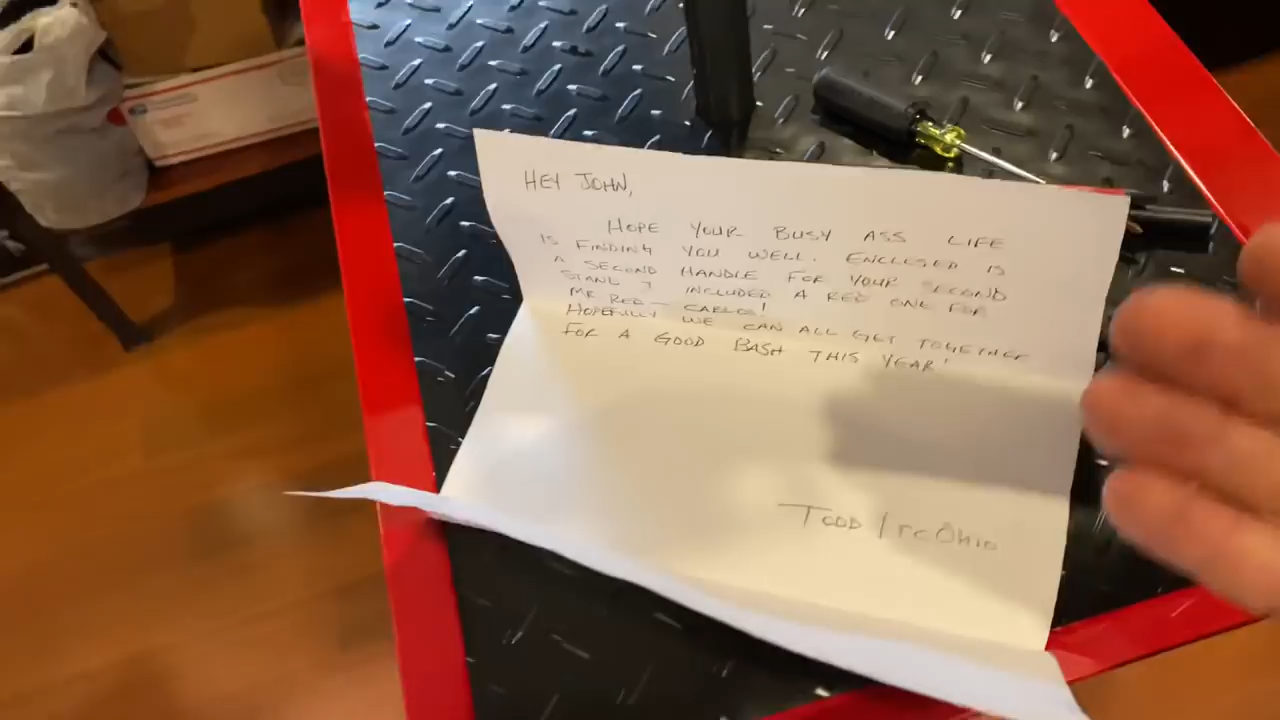 HEY JOHN,
HOPE YOUR BUSY ASS LIFE
IS FINDING YOU WELL. ENCLOSED IS
A SECOND HANDLE FOR YOUR SECOND
STAND I INCLUDED A RED ONE FOR
MR RED — CARLOS!
HOPEFULLY WE CAN ALL GET TOGETHER
FOR A GOOD BASH THIS YEAR!
TODD / rcOHIO